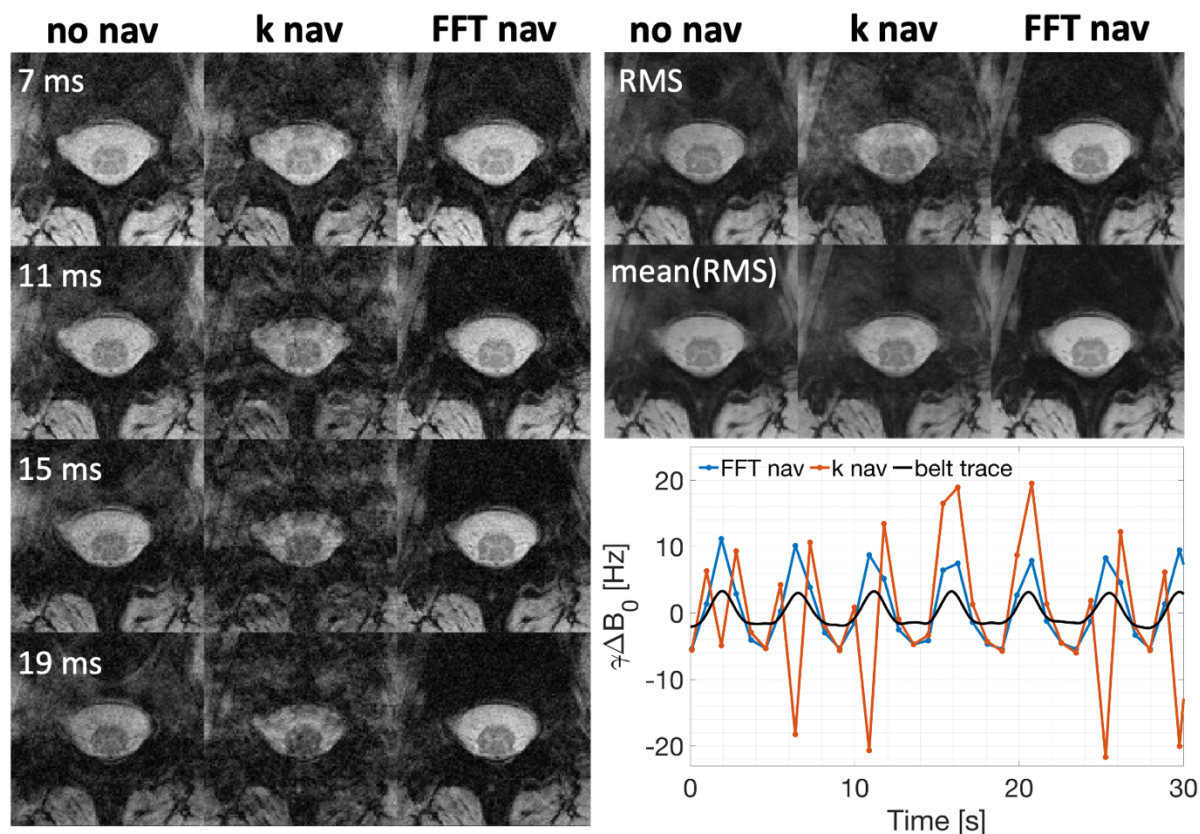 no nav k nav FFT nav
7 ms
11 ms
15 ms
19 ms
no nav k nav FFT nav
RMS
mean(RMS)
FFT nav k nav belt trace
20
10
0
-10
-20
γΔB₀ [Hz]
0 10 20 30
Time [s]